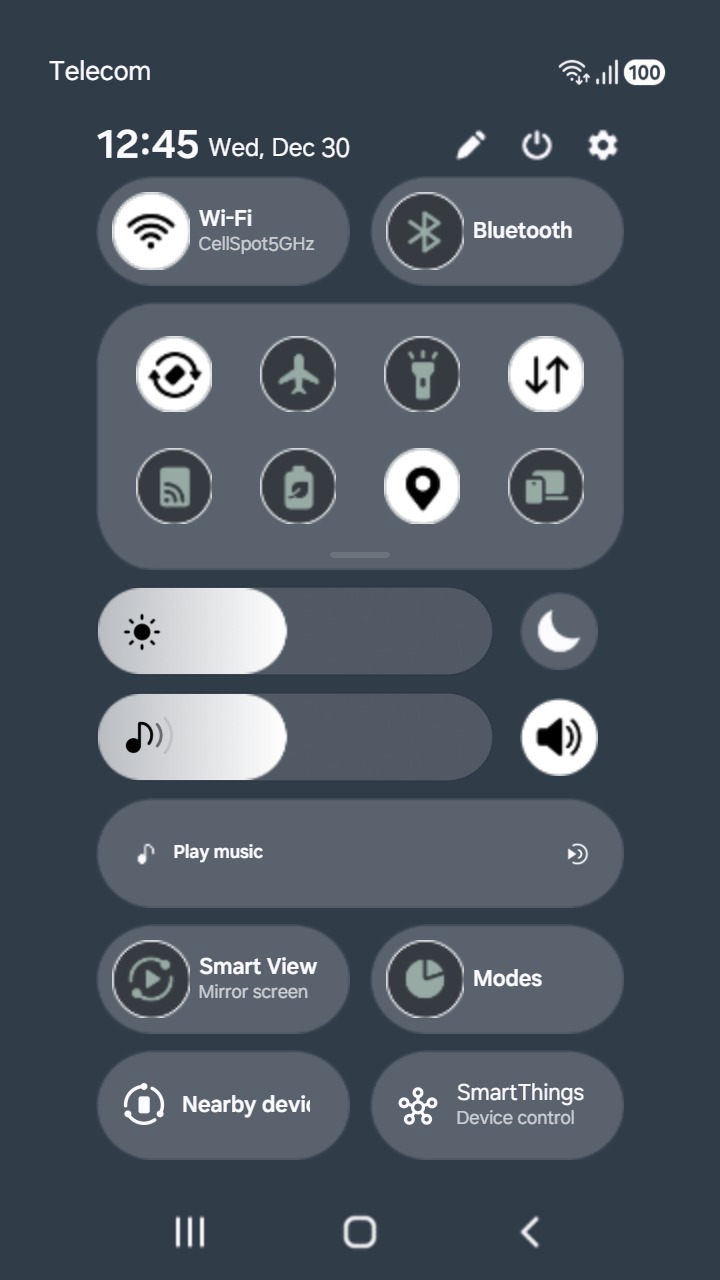 Telecom
100
12:45 Wed, Dec 30
Wi-Fi
CellSpot5GHz
Bluetooth
Play music
Smart View
Mirror screen
Modes
Nearby devi
SmartThings
Device control